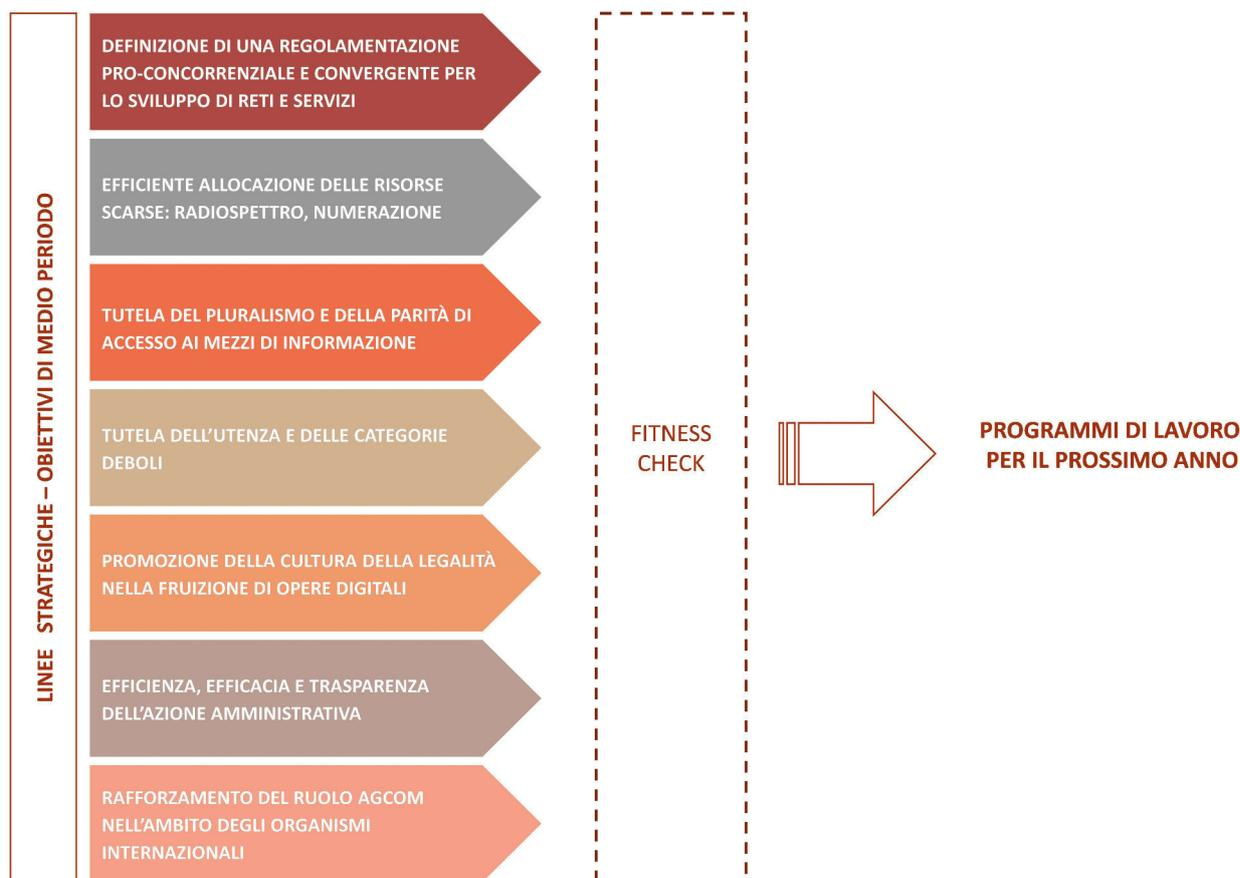 LINEE STRATEGICHE – OBIETTIVI DI MEDIO PERIODO
DEFINIZIONE DI UNA REGOLAMENTAZIONE
PRO-CONCORRENZIALE E CONVERGENTE PER
LO SVILUPPO DI RETI E SERVIZI
EFFICIENTE ALLOCAZIONE DELLE RISORSE
SCARSE: RADIOSPETTRO, NUMERAZIONE
TUTELA DEL PLURALISMO E DELLA PARITÀ DI
ACCESSO AI MEZZI DI INFORMAZIONE
TUTELA DELL’UTENZA E DELLE CATEGORIE
DEBOLI
PROMOZIONE DELLA CULTURA DELLA LEGALITÀ
NELLA FRUIZIONE DI OPERE DIGITALI
EFFICIENZA, EFFICACIA E TRASPARENZA
DELL’AZIONE AMMINISTRATIVA
RAFFORZAMENTO DEL RUOLO AGCOM
NELL’AMBITO DEGLI ORGANISMI
INTERNAZIONALI
FITNESS
CHECK
PROGRAMMI DI LAVORO
PER IL PROSSIMO ANNO